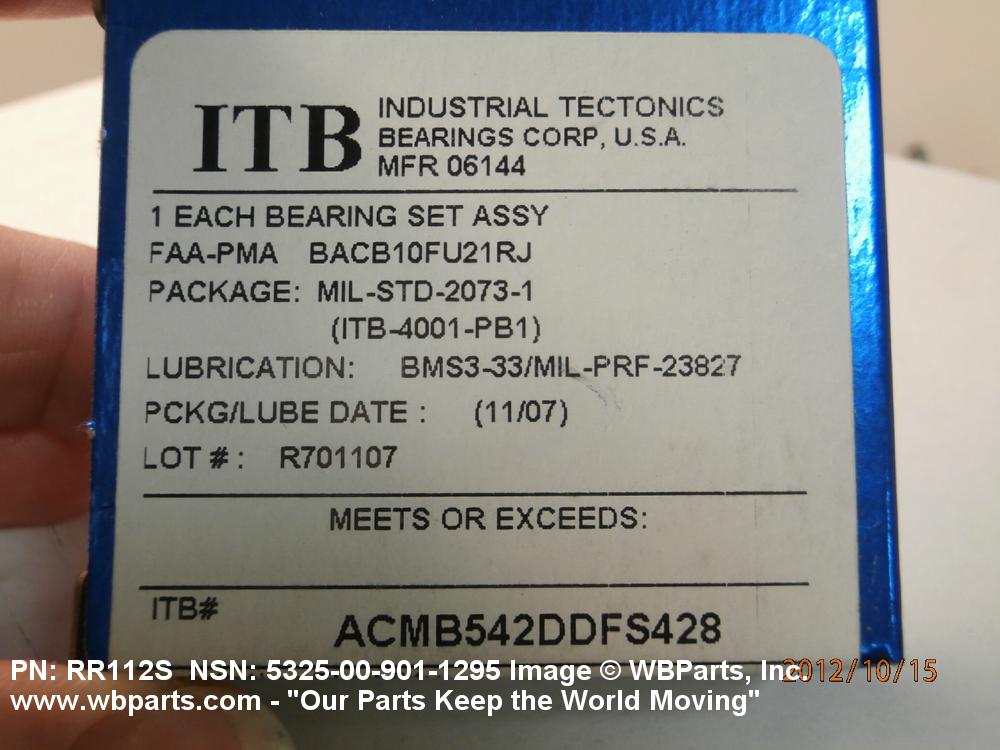 ITB
INDUSTRIAL TECTONICS
BEARINGS CORP, U.S.A.
MFR 06144
1 EACH BEARING SET ASSY
FAA-PMA BACB10FU21RJ
PACKAGE: MIL-STD-2073-1
(ITB-4001-PB1)
LUBRICATION: BMS3-33/MIL-PRF-23827
PCKG/LUBE DATE : (11/07)
LOT # : R701107
MEETS OR EXCEEDS:
ITB#
ACMB542DDFS428
PN: RR112S NSN: 5325-00-901-1295 Image © WBParts, Inc.
2012/10/15
www.wbparts.com - "Our Parts Keep the World Moving"